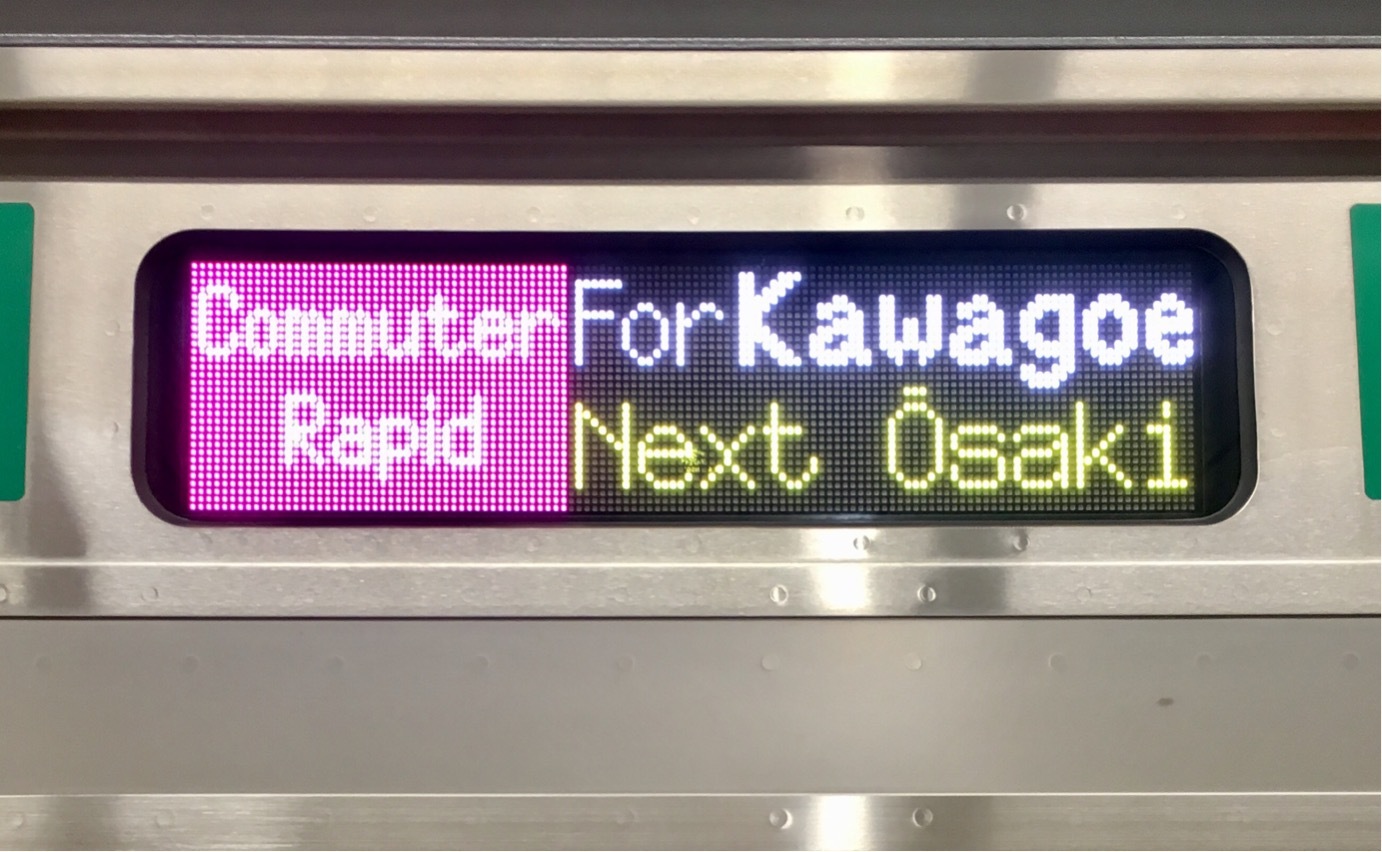 Commuter
Rapid
For Kawagoe
Next Ōsaki